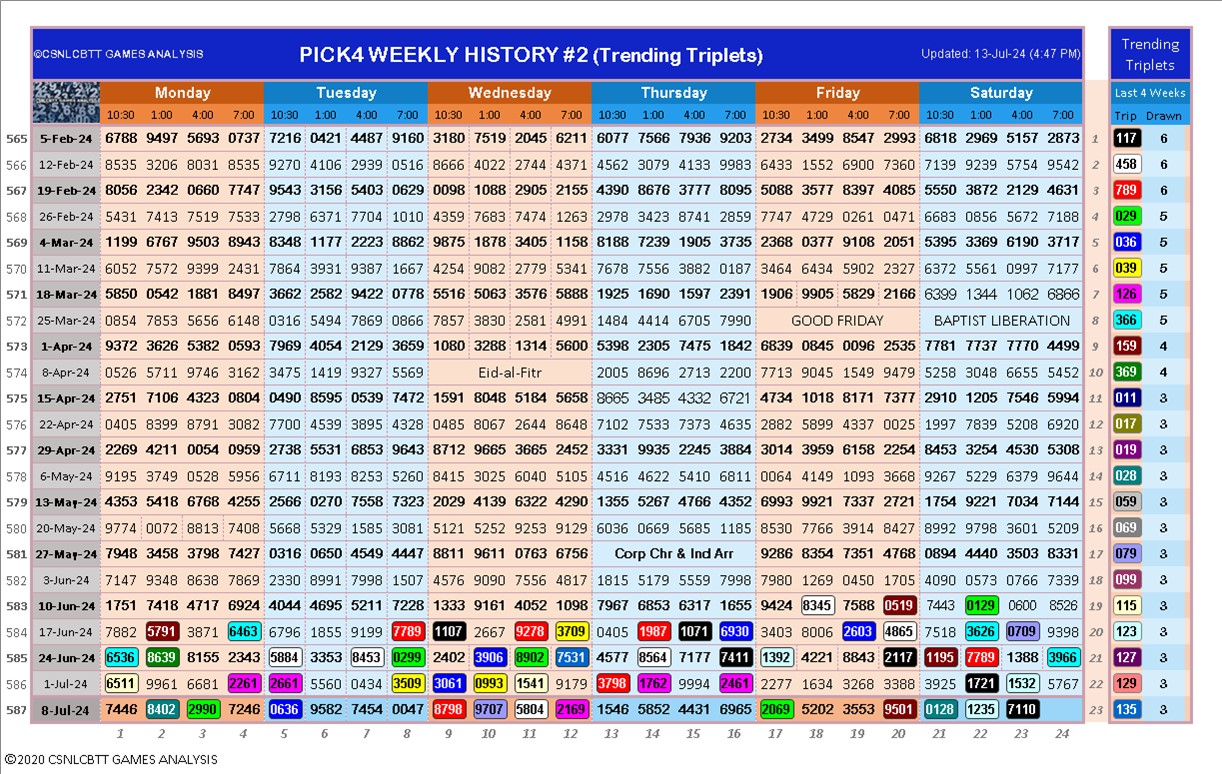 ©CSNLCBTT GAMES ANALYSIS PICK4 WEEKLY HISTORY #2 (Trending Triplets) Updated: 13-Jul-24 (4:47 PM) Trending
Triplets
Monday Tuesday Wednesday Thursday Friday Saturday Last 4 Weeks
10:30 1:00 4:00 7:00 10:30 1:00 4:00 7:00 10:30 1:00 4:00 7:00 10:30 1:00 4:00 7:00 10:30 1:00 4:00 7:00 10:30 1:00 4:00 7:00 Trip Drawn
565 5-Feb-24 6788 9497 5693 0737 7216 0421 4487 9160 3180 7519 2045 6211 6077 7566 7936 9203 2734 3499 8547 2993 6818 2969 5157 2873 1 117 6
566 12-Feb-24 8535 3206 8031 8535 9270 4106 2939 0516 8666 4022 2744 4371 4562 3079 4133 9983 6433 1552 6900 7360 7139 9239 5754 9542 2 458 6
567 19-Feb-24 8056 2342 0660 7747 9543 3156 5403 0629 0098 1088 2905 2155 4390 8676 3777 8095 5088 3577 8397 4085 5550 3872 2129 4631 3 789 6
568 26-Feb-24 5431 7413 7519 7533 2798 6371 7704 1010 4359 7683 7474 1263 2978 3423 8741 2859 7747 4729 0261 0471 6683 0856 5672 7188 4 029 5
569 4-Mar-24 1199 6767 9503 8943 8348 1177 2223 8862 9875 1878 3405 1158 8188 7239 1905 3735 2368 0377 9108 2051 5395 3369 6190 3717 5 036 5
570 11-Mar-24 6052 7572 9399 2431 7864 3931 9387 1667 4254 9082 2779 5341 7678 7556 3882 0187 3464 6434 5902 2327 6372 5561 0997 7177 6 039 5
571 18-Mar-24 5850 0542 1881 8497 3662 2582 9422 0778 9516 5063 3576 5888 1925 1690 1597 2391 1906 9905 5829 2166 6399 1344 1062 6866 7 126 5
572 25-Mar-24 0854 7853 5656 6148 0316 5494 7869 0866 7857 3830 2581 4991 1484 4414 6705 7990 GOOD FRIDAY BAPTIST LIBERATION 8 366 5
573 1-Apr-24 9372 3626 5382 0593 7969 4054 2129 3659 1080 3288 1314 5600 5398 2305 7475 1842 6839 0845 0096 2535 7781 7737 7770 4499 9 159 4
574 8-Apr-24 0526 5711 9746 3162 3475 1419 9327 5569 Eid-al-Fitr 2005 8696 2713 2200 7713 9045 1549 9479 5258 3048 6655 5452 10 369 4
575 15-Apr-24 2751 7106 4323 0804 0490 8595 0539 7472 1591 8048 5184 5658 8665 3485 4332 6721 4734 1018 8171 7377 2910 1205 7546 5994 11 011 3
576 22-Apr-24 0405 8399 8791 3082 7700 4539 3895 4328 0485 8067 2644 8648 7102 7533 7373 4635 2882 5899 4337 0025 1997 7839 5208 6920 12 017 3
577 29-Apr-24 2269 4211 0054 0959 2738 5531 6853 9643 8712 9665 3665 2452 3331 9935 2245 3884 3014 3959 6158 2254 8453 3254 4530 5308 13 019 3
578 6-May-24 9195 3749 0528 5956 6711 8193 8253 5260 8415 3025 6040 5105 4516 4622 5410 6811 0064 4149 1093 3668 9267 5229 6379 9644 14 028 3
579 13-May-24 4353 5418 6768 4255 2566 0270 7558 7323 2029 4139 6322 4290 1355 5267 4766 4352 6993 9921 7337 2721 1754 9221 7034 7144 15 059 3
580 20-May-24 9774 0072 8813 7408 5668 5329 1585 3081 5121 5252 9253 9129 6036 0669 5685 1185 8530 7766 3914 8427 8992 9798 3601 5209 16 069 3
581 27-May-24 7948 3458 3798 7427 0316 0650 4549 4447 8811 9611 0763 6756 Corp Chr & Ind Arr 9286 8354 7351 4768 0894 4440 3503 8331 17 079 3
582 3-Jun-24 7147 9348 8638 7869 2330 8991 7998 1507 4576 9090 7556 4817 1815 5179 5559 7998 7980 1269 0450 1705 4090 0573 0766 7339 18 099 3
583 10-Jun-24 1751 7418 4717 6924 4044 4695 5211 7228 1333 9161 4052 1098 7967 6853 6317 1655 9424 8345 7588 0519 7443 0129 0600 8526 19 115 3
584 17-Jun-24 7882 5791 3871 6463 6796 1855 9199 7789 1107 2667 9278 3709 0405 1987 1071 6930 3403 8006 2603 4865 7518 3626 0709 9398 20 123 3
585 24-Jun-24 6536 8639 8155 2343 5884 3353 8453 0299 2402 3906 8902 7531 4577 8564 7177 7411 1392 4221 8843 2117 1195 7789 1388 3966 21 127 3
586 1-Jul-24 6511 9961 6681 2261 2661 5560 0434 3509 3061 0993 1541 9179 3798 1762 9994 2461 2277 1634 3268 3388 3925 1721 1532 5767 22 129 3
587 8-Jul-24 7446 8402 2990 7246 0636 9582 7454 0047 8798 9707 5804 2169 1546 5852 4431 6965 2069 5202 3553 9501 0128 1235 7110 23 135 3
1 2 3 4 5 6 7 8 9 10 11 12 13 14 15 16 17 18 19 20 21 22 23 24
©2020 CSNLCBTT GAMES ANALYSIS